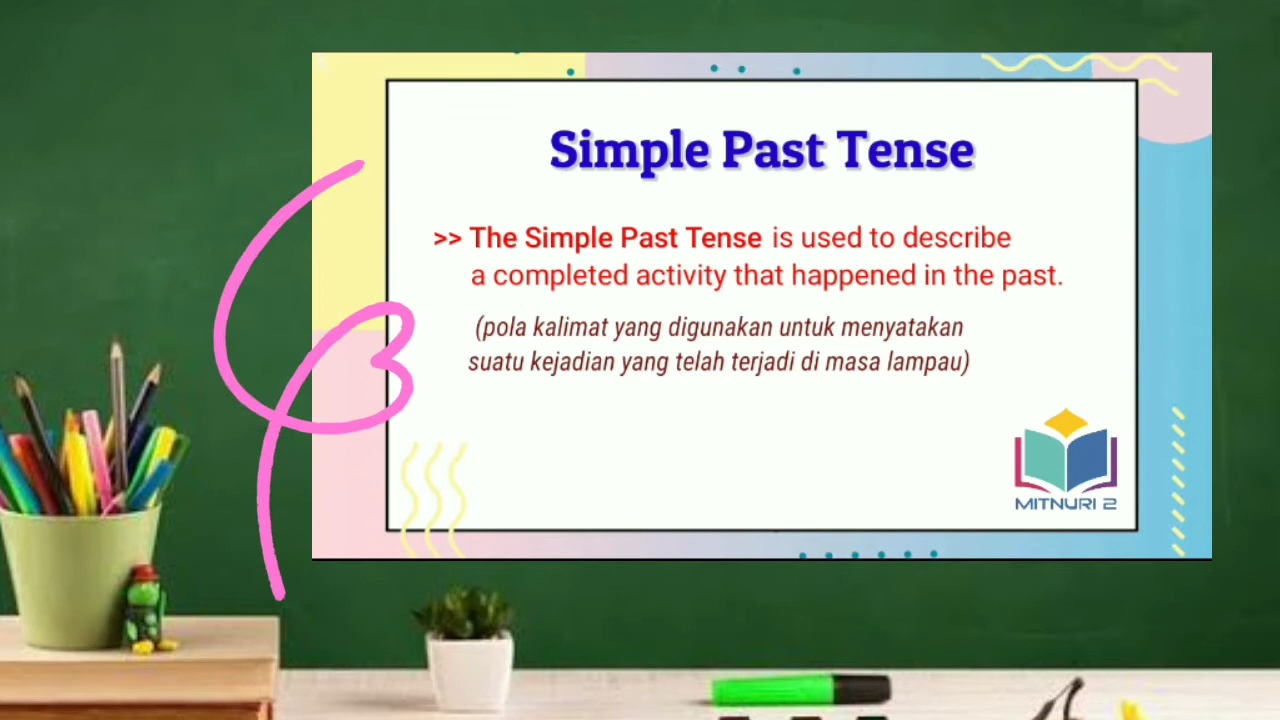 Simple Past Tense
>> The Simple Past Tense is used to describe
a completed activity that happened in the past.
(pola kalimat yang digunakan untuk menyatakan
suatu kejadian yang telah terjadi di masa lampau)
MITNURI 2